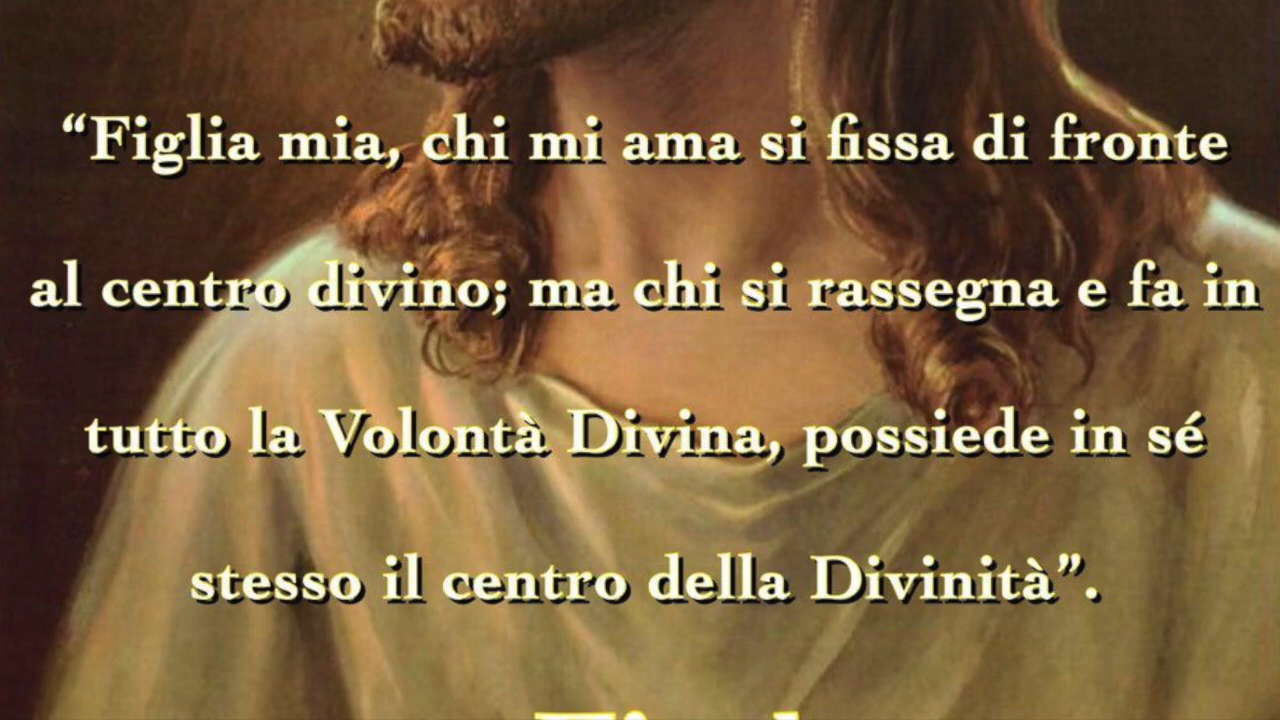 “Figlia mia, chi mi ama si fissa di fronte
al centro divino; ma chi si rassegna e fa in
tutto la Volontà Divina, possiede in sé
stesso il centro della Divinità”.